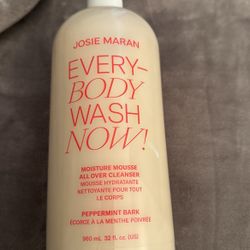 JOSIE MARAN
EVERY-
BODY
WASH
NOW!
MOISTURE MOUSSE
ALL OVER CLEANSER
MOUSSE HYDRATANTE
NETTOYANTE POUR TOUT
LE CORPS
PEPPERMINT BARK
ÉCORCE À LA MENTHE POIVRÉE
960 mL 32 fl. oz. (US)